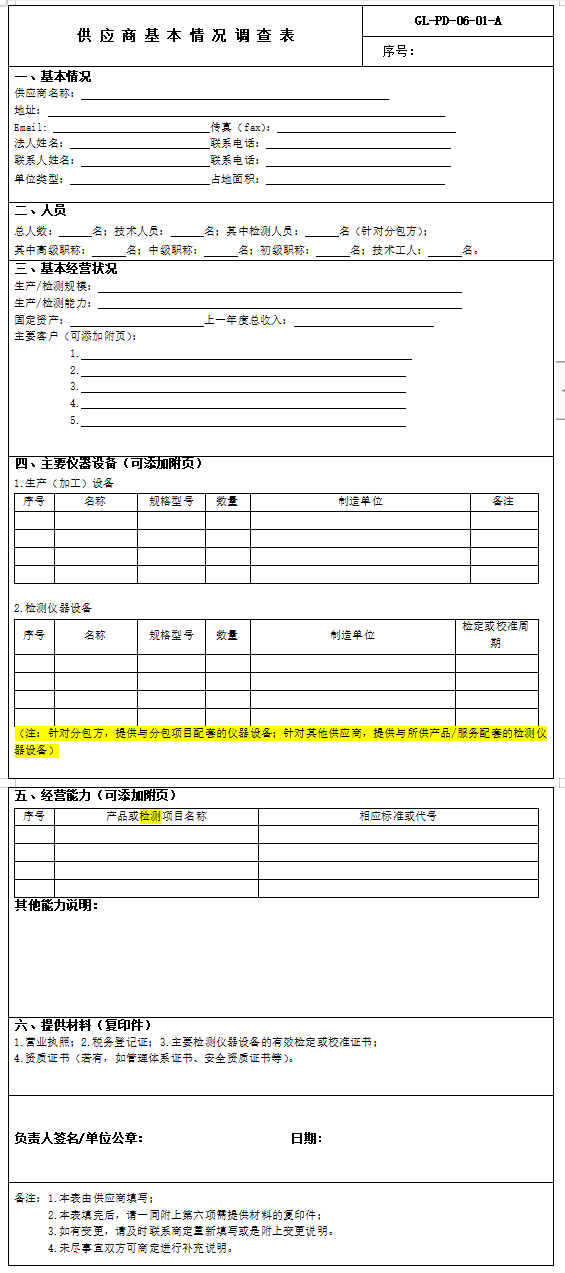 供应商基本情况调查表
GL-PD-06-01-A
序号：
一、基本情况
供应商名称：
地址：
Email: 传真（fax）：
法人姓名： 联系电话：
联系人姓名： 联系电话：
单位类型： 占地面积：
二、人员
总人数： 名；技术人员： 名；其中检测人员： 名（针对分包方）；
其中高级职称： 名；中级职称： 名；初级职称： 名；技术工人： 名。
三、基本经营状况
生产/检测规模：
生产/检测能力：
固定资产： 上一年度总收入：
主要客户（可添加附页）：
1.
2.
3.
4.
5.
四、主要仪器设备（可添加附页）
1.生产（加工）设备
序号 名称 规格型号 数量 制造单位 备注
2.检测仪器设备
序号 名称 规格型号 数量 制造单位 检定或校准周
期
（注：针对分包方，提供与分包项目配套的仪器设备；针对其他供应商，提供与所供产品/服务配套的检测仪
器设备）
五、经营能力（可添加附页）
序号 产品或检测项目名称 相应标准或代号
其他能力说明：
六、提供材料（复印件）
1.营业执照；2.税务登记证；3.主要检测仪器设备的有效检定或校准证书；
4.资质证书（若有，如管理体系证书、安全资质证书等）。
负责人签名/单位公章： 日期：
备注：1.本表由供应商填写；
2.本表填完后，请一同附上第六项需提供材料的复印件；
3.如有变更，请及时联系商定重新填写或是附上变更说明。
4.未尽事宜双方可商定进行补充说明。